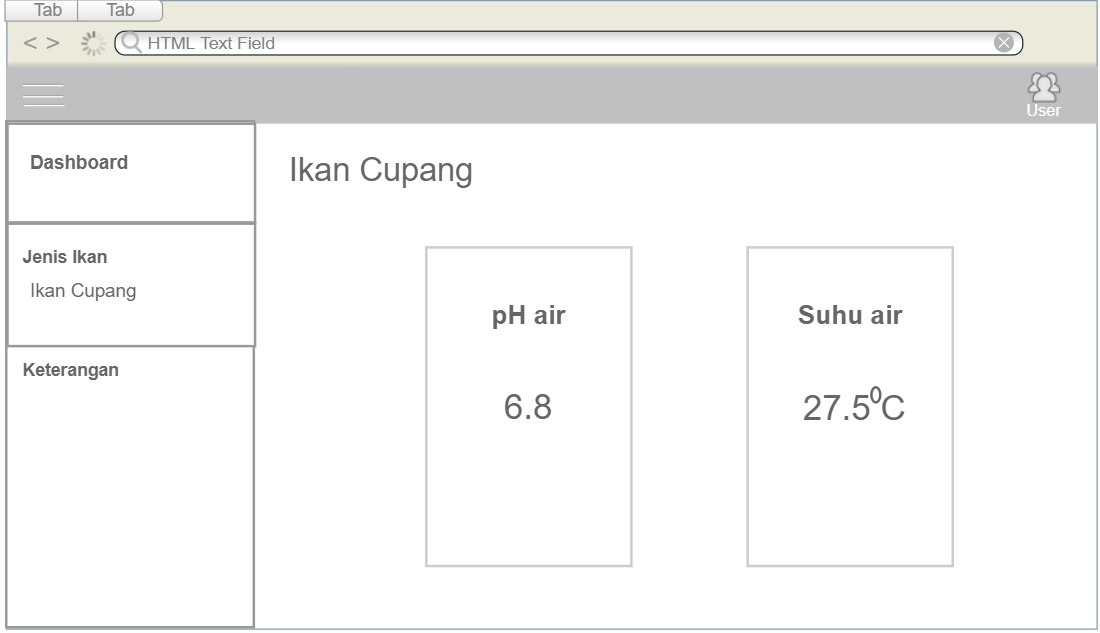 Tab Tab
< > HTML Text Field
User
Dashboard
Ikan Cupang
Jenis Ikan
Ikan Cupang
Keterangan
pH air
6.8
Suhu air
27.5⁰C